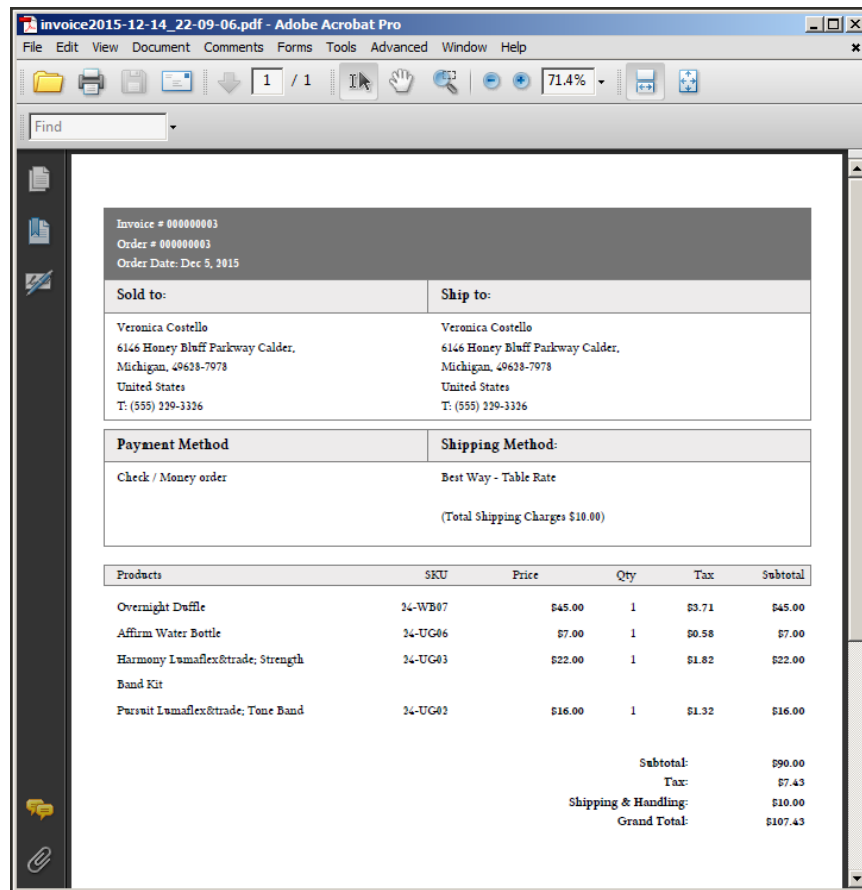 invoice2015-12-14_22-09-06.pdf - Adobe Acrobat Pro
File Edit View Document Comments Forms Tools Advanced Window Help
1 / 1 71.4%
Find
Invoice # 000000003
Order # 000000003
Order Date: Dec 5, 2015
Sold to: Ship to:
Veronica Costello Veronica Costello
6146 Honey Bluff Parkway Calder, 6146 Honey Bluff Parkway Calder,
Michigan, 49628-7978 Michigan, 49628-7978
United States United States
T: (555) 229-3326 T: (555) 229-3326
Payment Method Shipping Method:
Check / Money order Best Way - Table Rate
(Total Shipping Charges $10.00)
Products SKU Price Qty Tax Subtotal
Overnight Duffle 24-WB07 $45.00 1 $3.71 $45.00
Affirm Water Bottle 24-UG06 $7.00 1 $0.58 $7.00
Harmony Lumaflex&trade; Strength 24-UG03 $22.00 1 $1.82 $22.00
Band Kit
Pursuit Lumaflex&trade; Tone Band 24-UG02 $16.00 1 $1.32 $16.00
Subtotal: $90.00
Tax: $7.43
Shipping & Handling: $10.00
Grand Total: $107.43